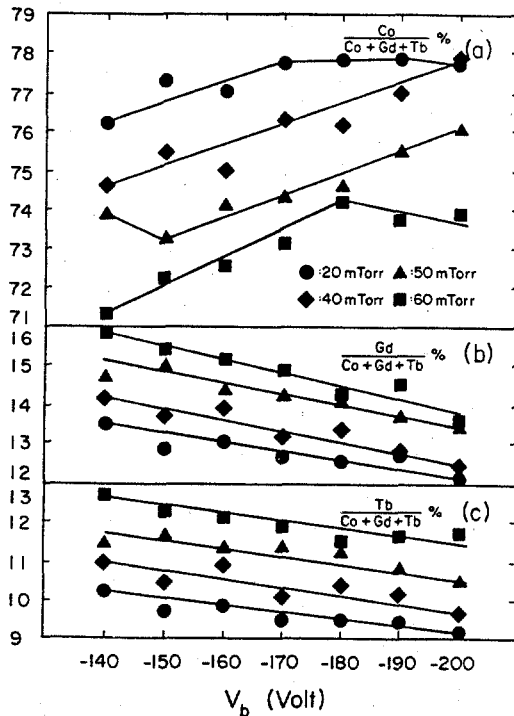 79
78
77
76
75
74
73
72
71
Co
Co + Gd + Tb %
(a)
● :20 mTorr ▲ :50 mTorr
◆ :40 mTorr ■ :60 mTorr
16
15
14
13
12
Gd
Co + Gd + Tb %
(b)
13
12
11
10
9
Tb
Co + Gd + Tb %
(c)
-140 -150 -160 -170 -180 -190 -200
Vb (Volt)